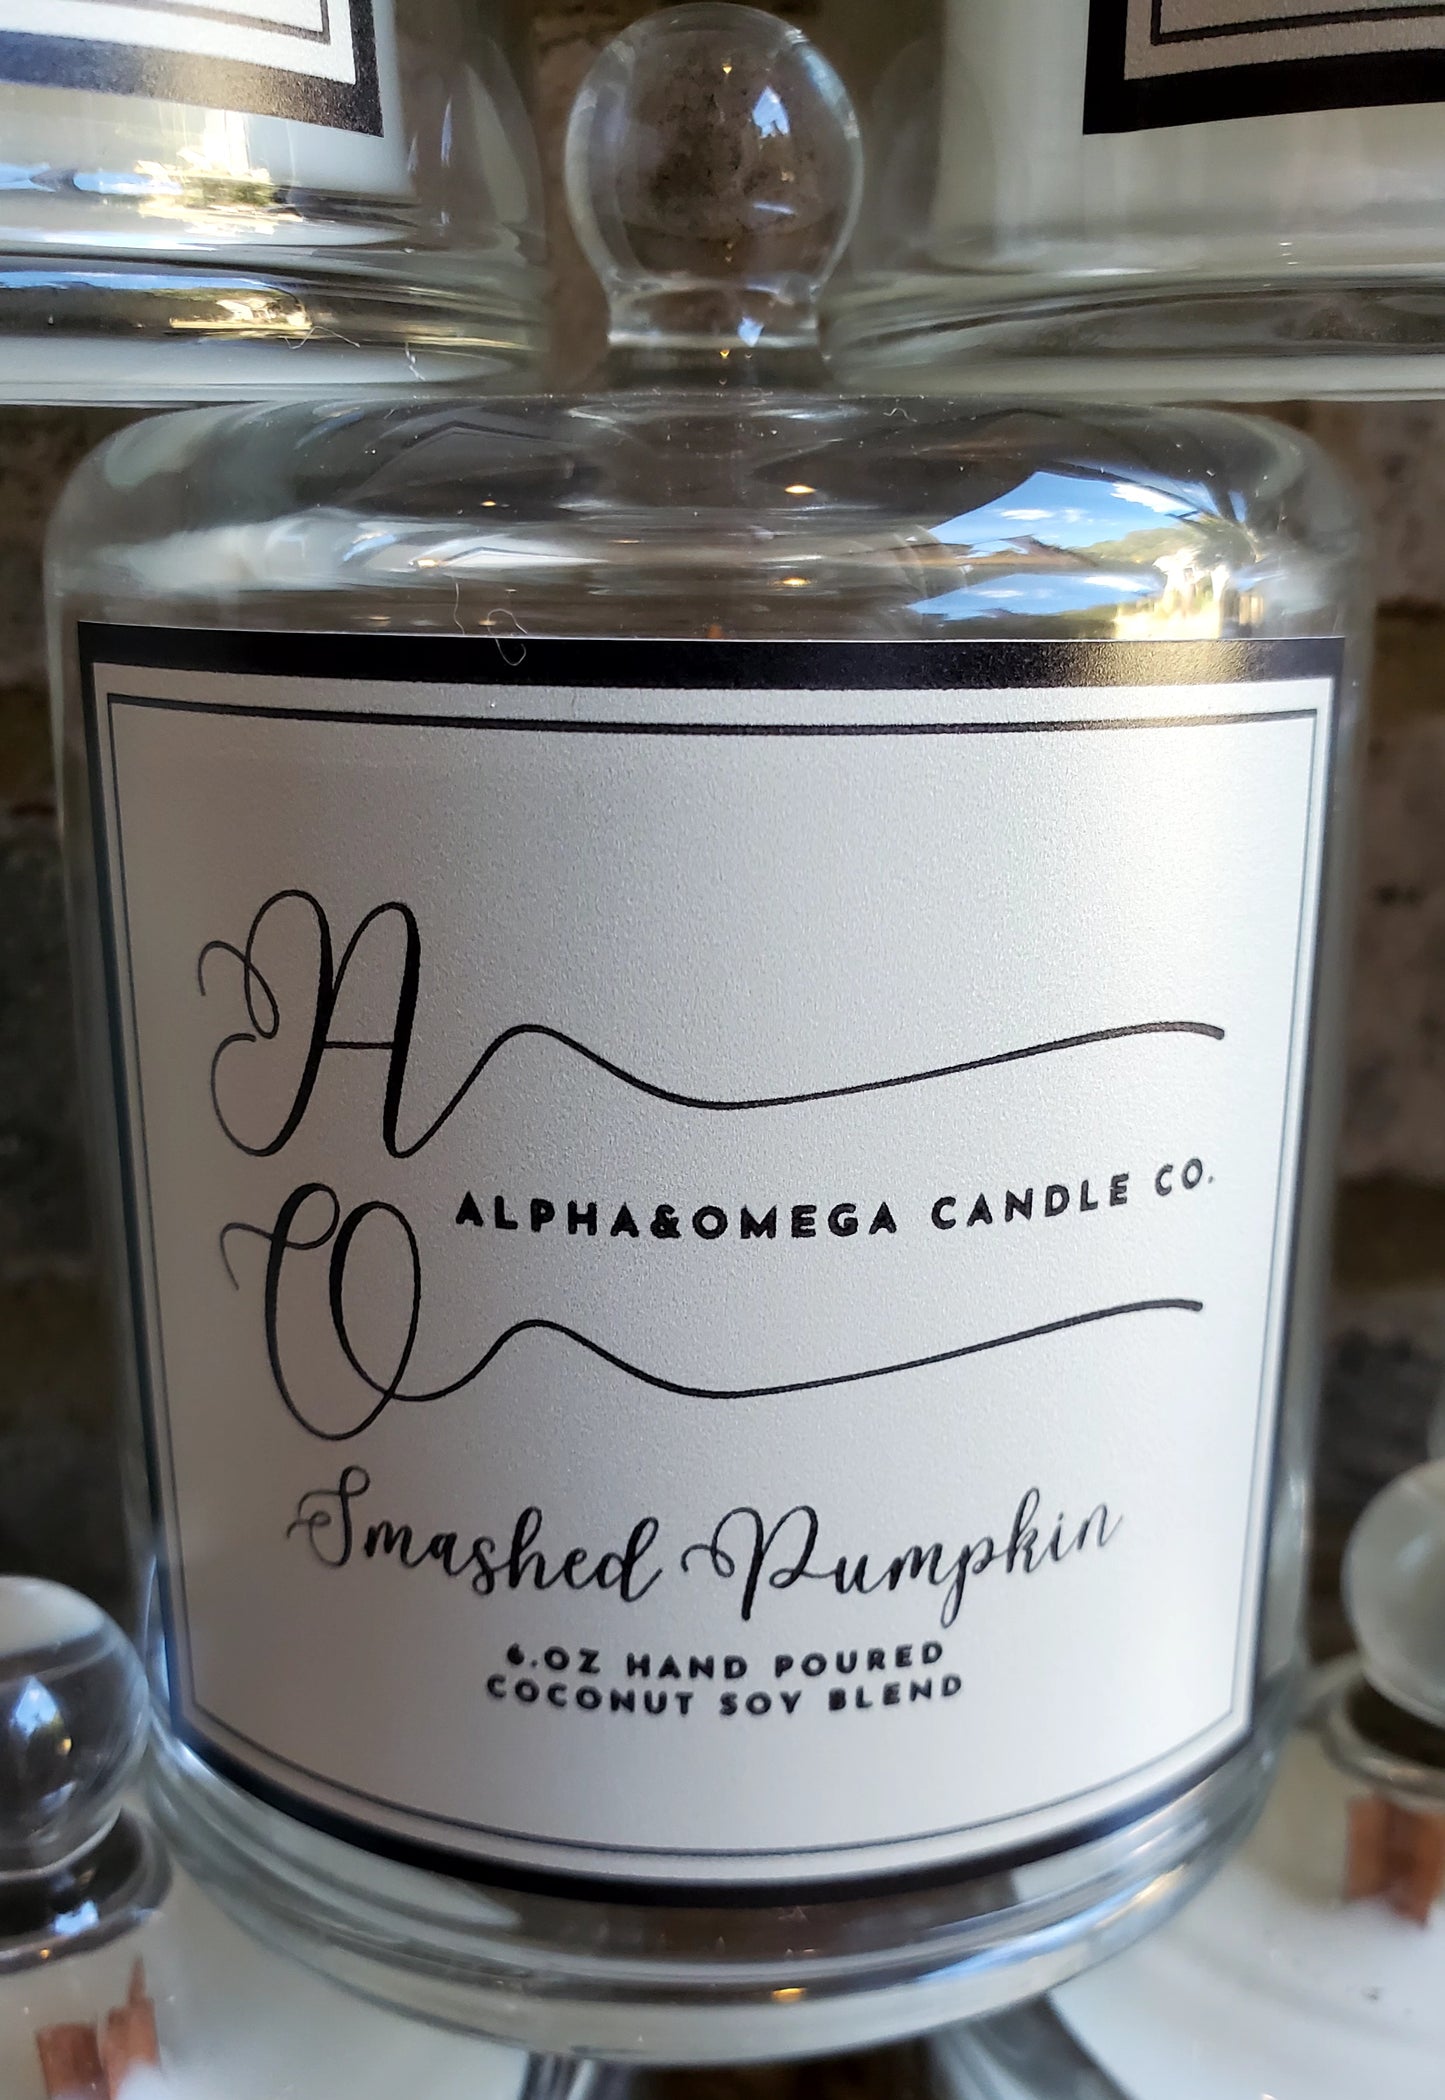 A
ALPHA&OMEGA CANDLE CO.
O
Smashed Pumpkin
6.OZ HAND POURED
COCONUT SOY BLEND